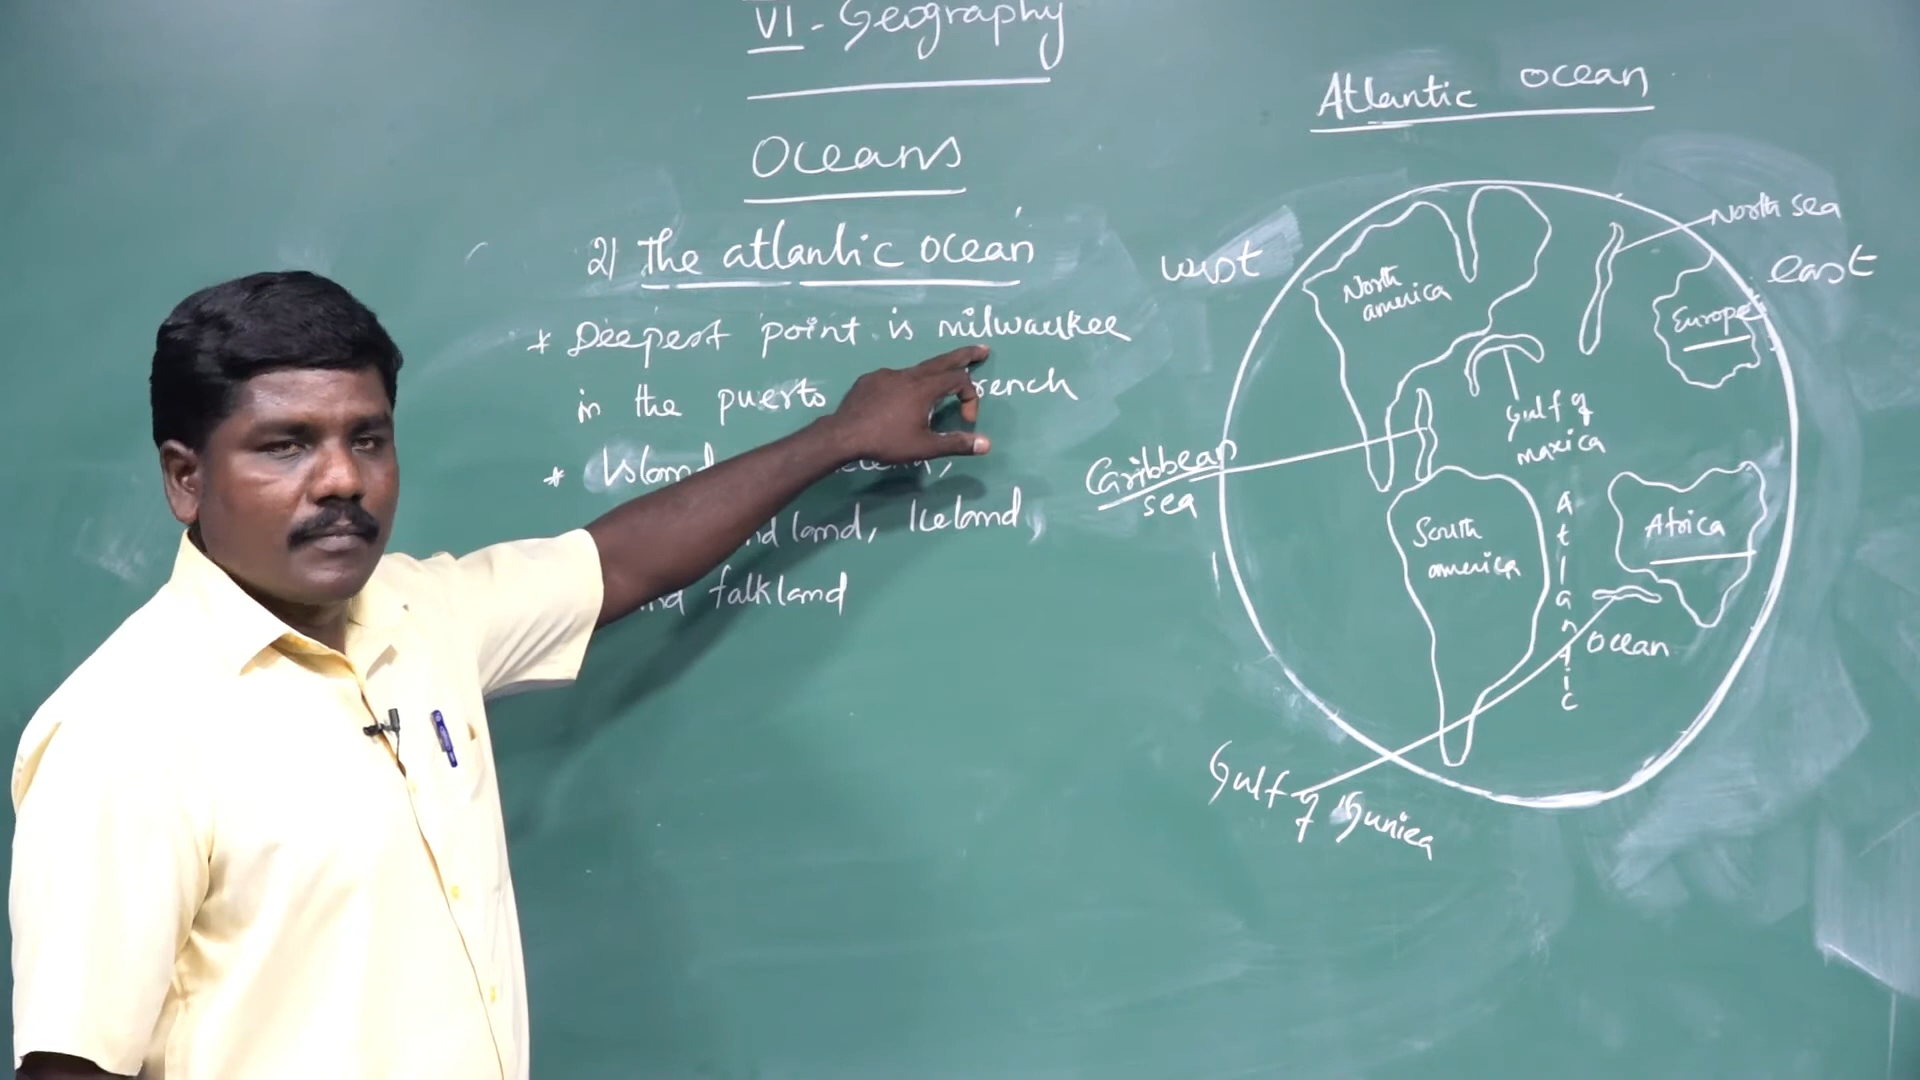 VI - Geography
Oceans
2) The atlantic ocean
* Deepest point is milwaukee
in the puerto rench
* Island
land, Iceland,
falkland
Atlantic ocean
west
east
North sea
North
america
Europe
Gulf of
maxica
Caribbean
sea
South
america
Atlantic
Africa
ocean
Gulf of Guniea